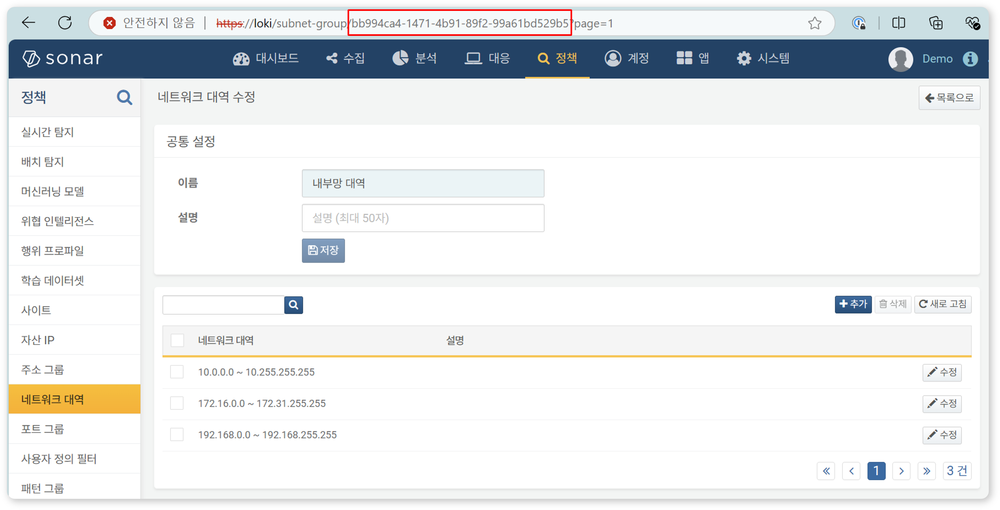 안전하지 않음 | https://loki/subnet-group/bb994ca4-1471-4b91-89f2-99a61bd529b5?page=1
sonar 대시보드 수집 분석 대응 정책 계정 앱 시스템 Demo
정책
실시간 탐지
배치 탐지
머신러닝 모델
위협 인텔리전스
행위 프로파일
학습 데이터셋
사이트
자산 IP
주소 그룹
네트워크 대역
포트 그룹
사용자 정의 필터
패턴 그룹
네트워크 대역 수정
목록으로
공통 설정
이름 내부망 대역
설명 설명 (최대 50자)
저장
추가 삭제 새로 고침
네트워크 대역 설명
10.0.0.0 ~ 10.255.255.255 수정
172.16.0.0 ~ 172.31.255.255 수정
192.168.0.0 ~ 192.168.255.255 수정
« ‹ 1 › » 3 건